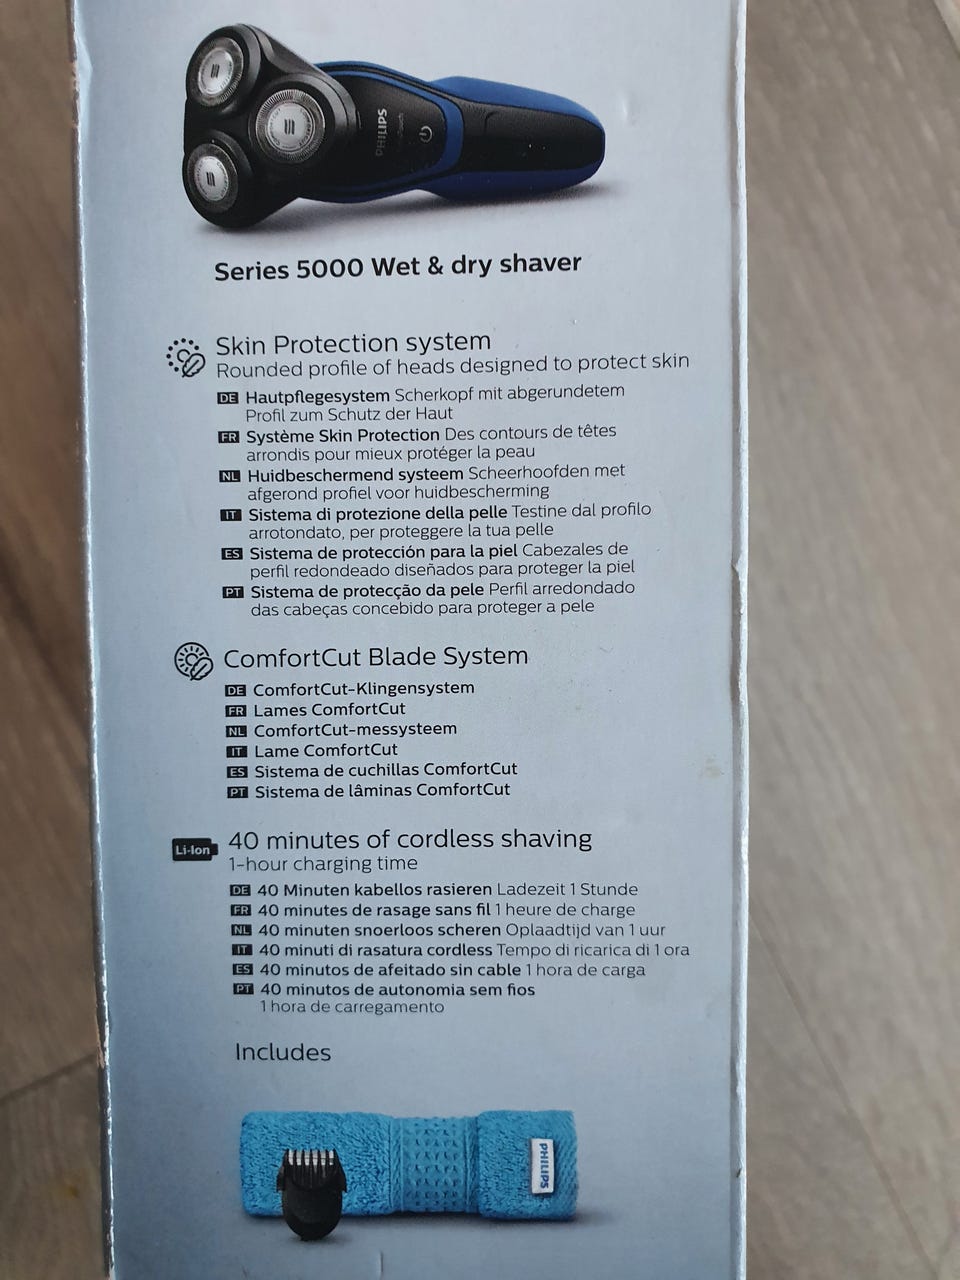 PHILIPS
Series 5000 Wet & dry shaver
Skin Protection system
Rounded profile of heads designed to protect skin
DE Hautpflegesystem Scherkopf mit abgerundetem
Profil zum Schutz der Haut
FR Système Skin Protection Des contours de têtes
arrondis pour mieux protéger la peau
NL Huidbeschermend systeem Scheerhoofden met
afgerond profiel voor huidbescherming
IT Sistema di protezione della pelle Testine dal profilo
arrotondato, per proteggere la tua pelle
ES Sistema de protección para la piel Cabezales de
perfil redondeado diseñados para proteger la piel
PT Sistema de protecção da pele Perfil arredondado
das cabeças concebido para proteger a pele
ComfortCut Blade System
DE ComfortCut-Klingensystem
FR Lames ComfortCut
NL ComfortCut-messysteem
IT Lame ComfortCut
ES Sistema de cuchillas ComfortCut
PT Sistema de lâminas ComfortCut
Li-Ion 40 minutes of cordless shaving
1-hour charging time
DE 40 Minuten kabellos rasieren Ladezeit 1 Stunde
FR 40 minutes de rasage sans fil 1 heure de charge
NL 40 minuten snoerloos scheren Oplaadtijd van 1 uur
IT 40 minuti di rasatura cordless Tempo di ricarica di 1 ora
ES 40 minutos de afeitado sin cable 1 hora de carga
PT 40 minutos de autonomia sem fios
1 hora de carregamento
Includes
PHILIPS